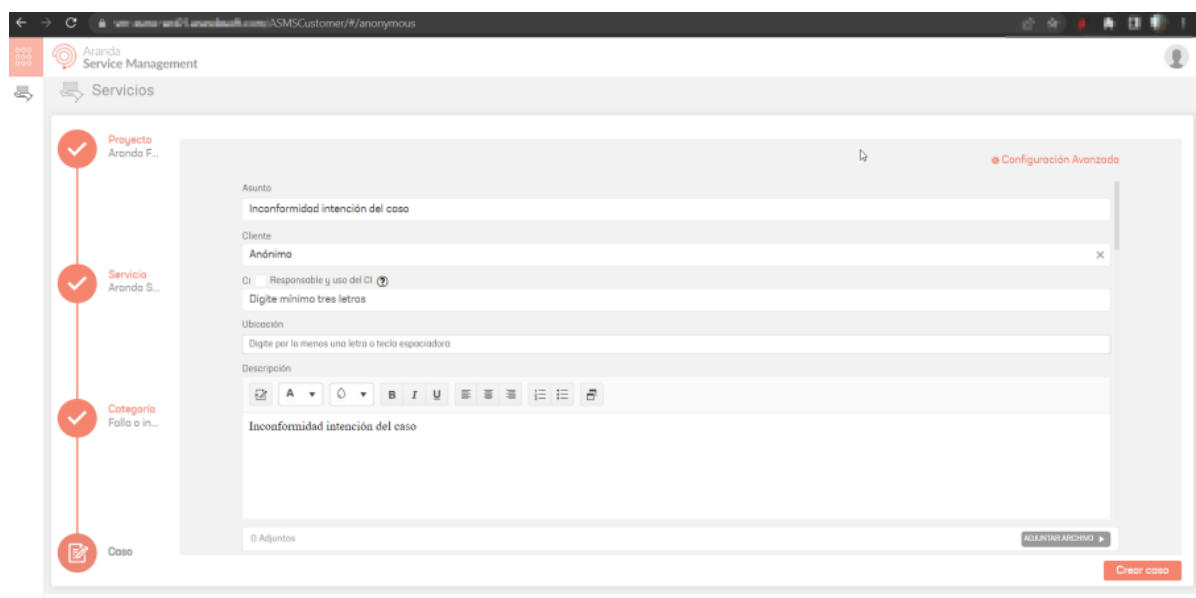 ASMSCustomer/#/anonymous
Aranda
Service Management
Servicios
Proyecto
Aranda F...
Configuración Avanzada
Asunto
Inconformidad intención del caso
Cliente
Anónimo
Servicio
Aranda S...
CI Responsable y uso del CI
Digite mínimo tres letras
Ubicación
Digite por lo menos una letra o tecla espaciadora
Descripción
A
B I U
Categoría
Falla o in...
Inconformidad intención del caso
0 Adjuntos
ADJUNTAR ARCHIVO
Caso
Crear caso